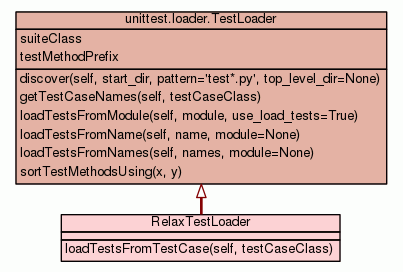 unittest.loader.TestLoader
suiteClass
testMethodPrefix
discover(self, start_dir, pattern='test*.py', top_level_dir=None)
getTestCaseNames(self, testCaseClass)
loadTestsFromModule(self, module, use_load_tests=True)
loadTestsFromName(self, name, module=None)
loadTestsFromNames(self, names, module=None)
sortTestMethodsUsing(x, y)
RelaxTestLoader
loadTestsFromTestCase(self, testCaseClass)